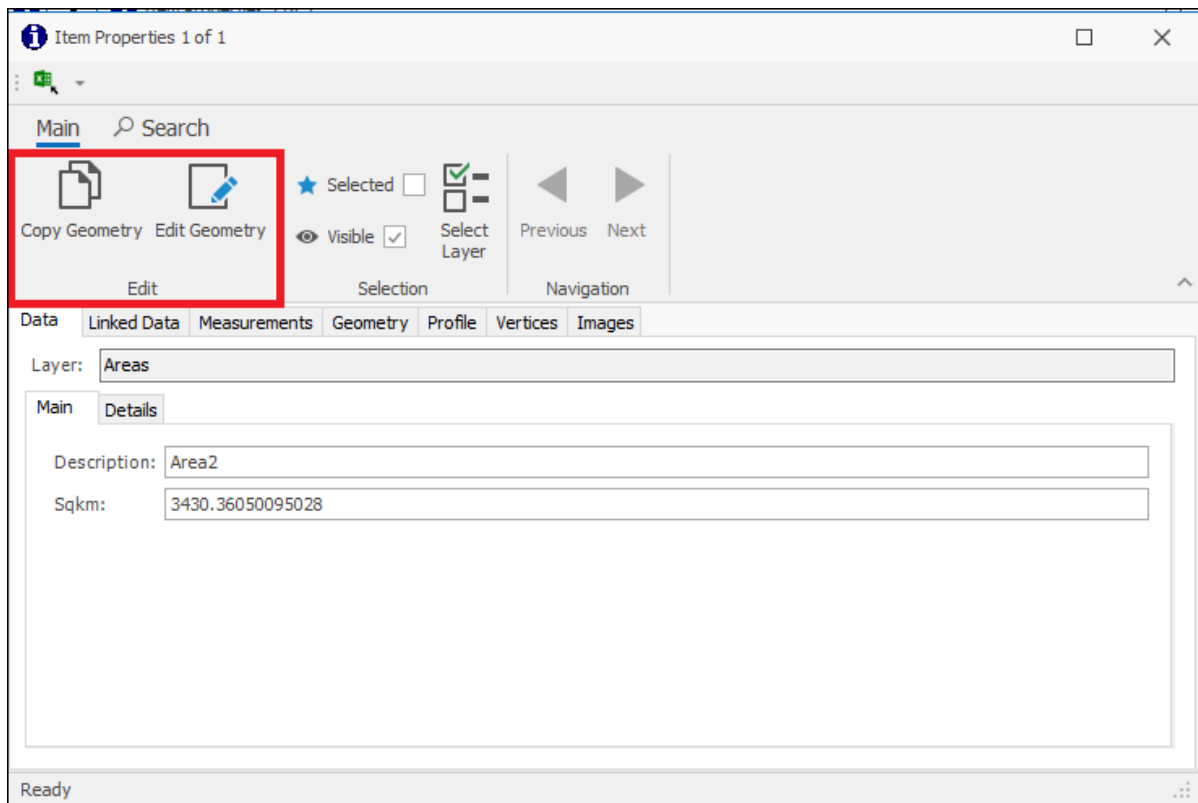 Item Properties 1 of 1
Main Search
Copy Geometry Edit Geometry
Selected
Visible
Select
Layer
Previous Next
Edit Selection Navigation
Data Linked Data Measurements Geometry Profile Vertices Images
Layer: Areas
Main Details
Description: Area2
Sqkm: 3430.36050095028
Ready